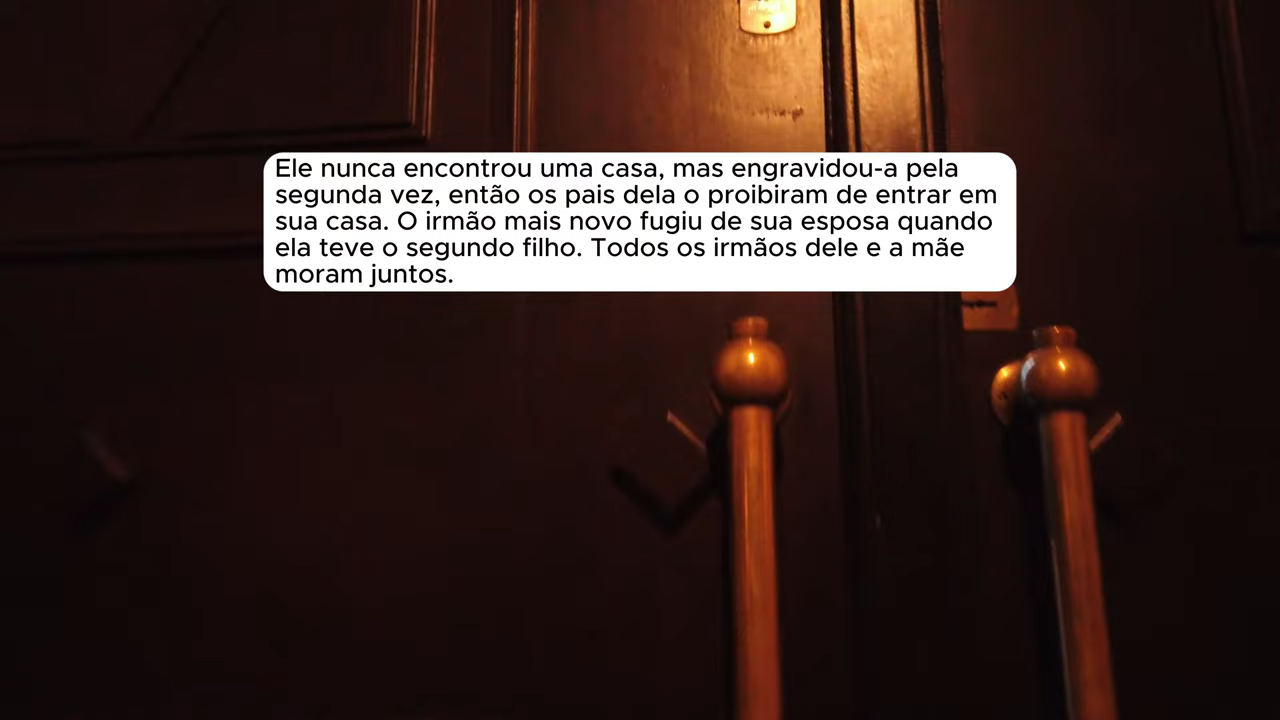 Ele nunca encontrou uma casa, mas engravidou-a pela
segunda vez, então os pais dela o proibiram de entrar em
sua casa. O irmão mais novo fugiu de sua esposa quando
ela teve o segundo filho. Todos os irmãos dele e a mãe
moram juntos.